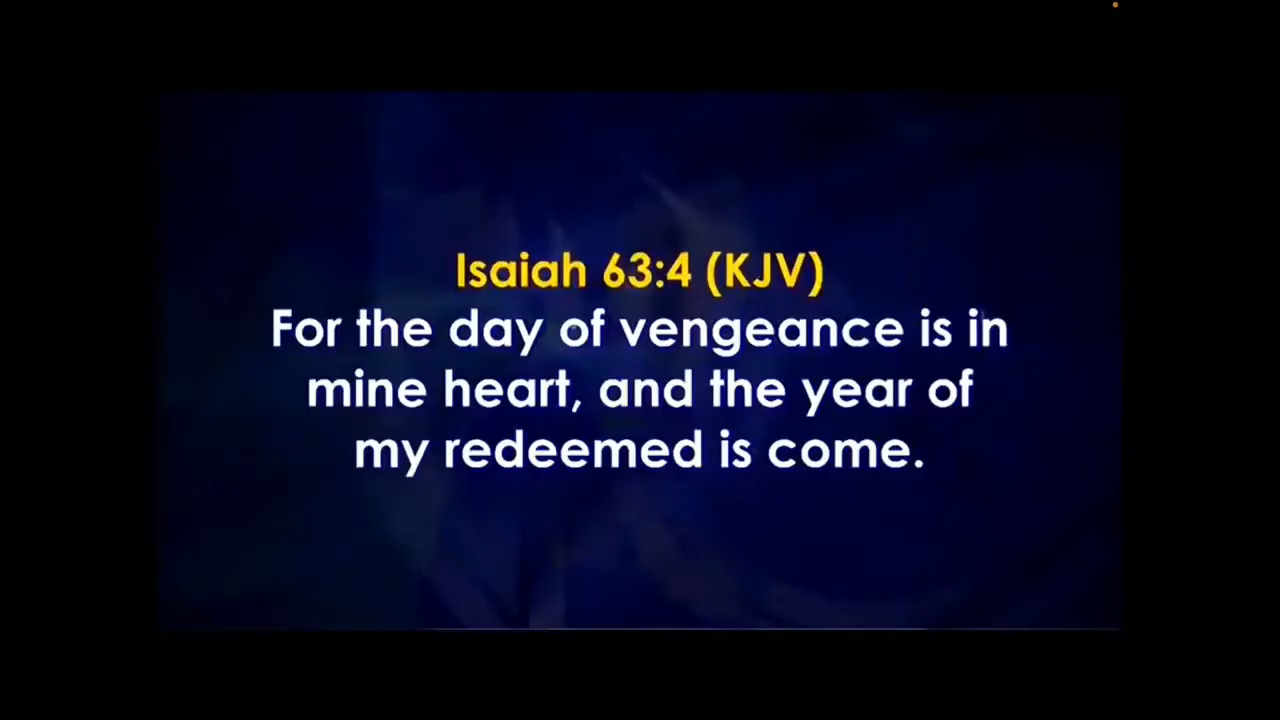 Isaiah 63:4 (KJV)
For the day of vengeance is in
mine heart, and the year of
my redeemed is come.